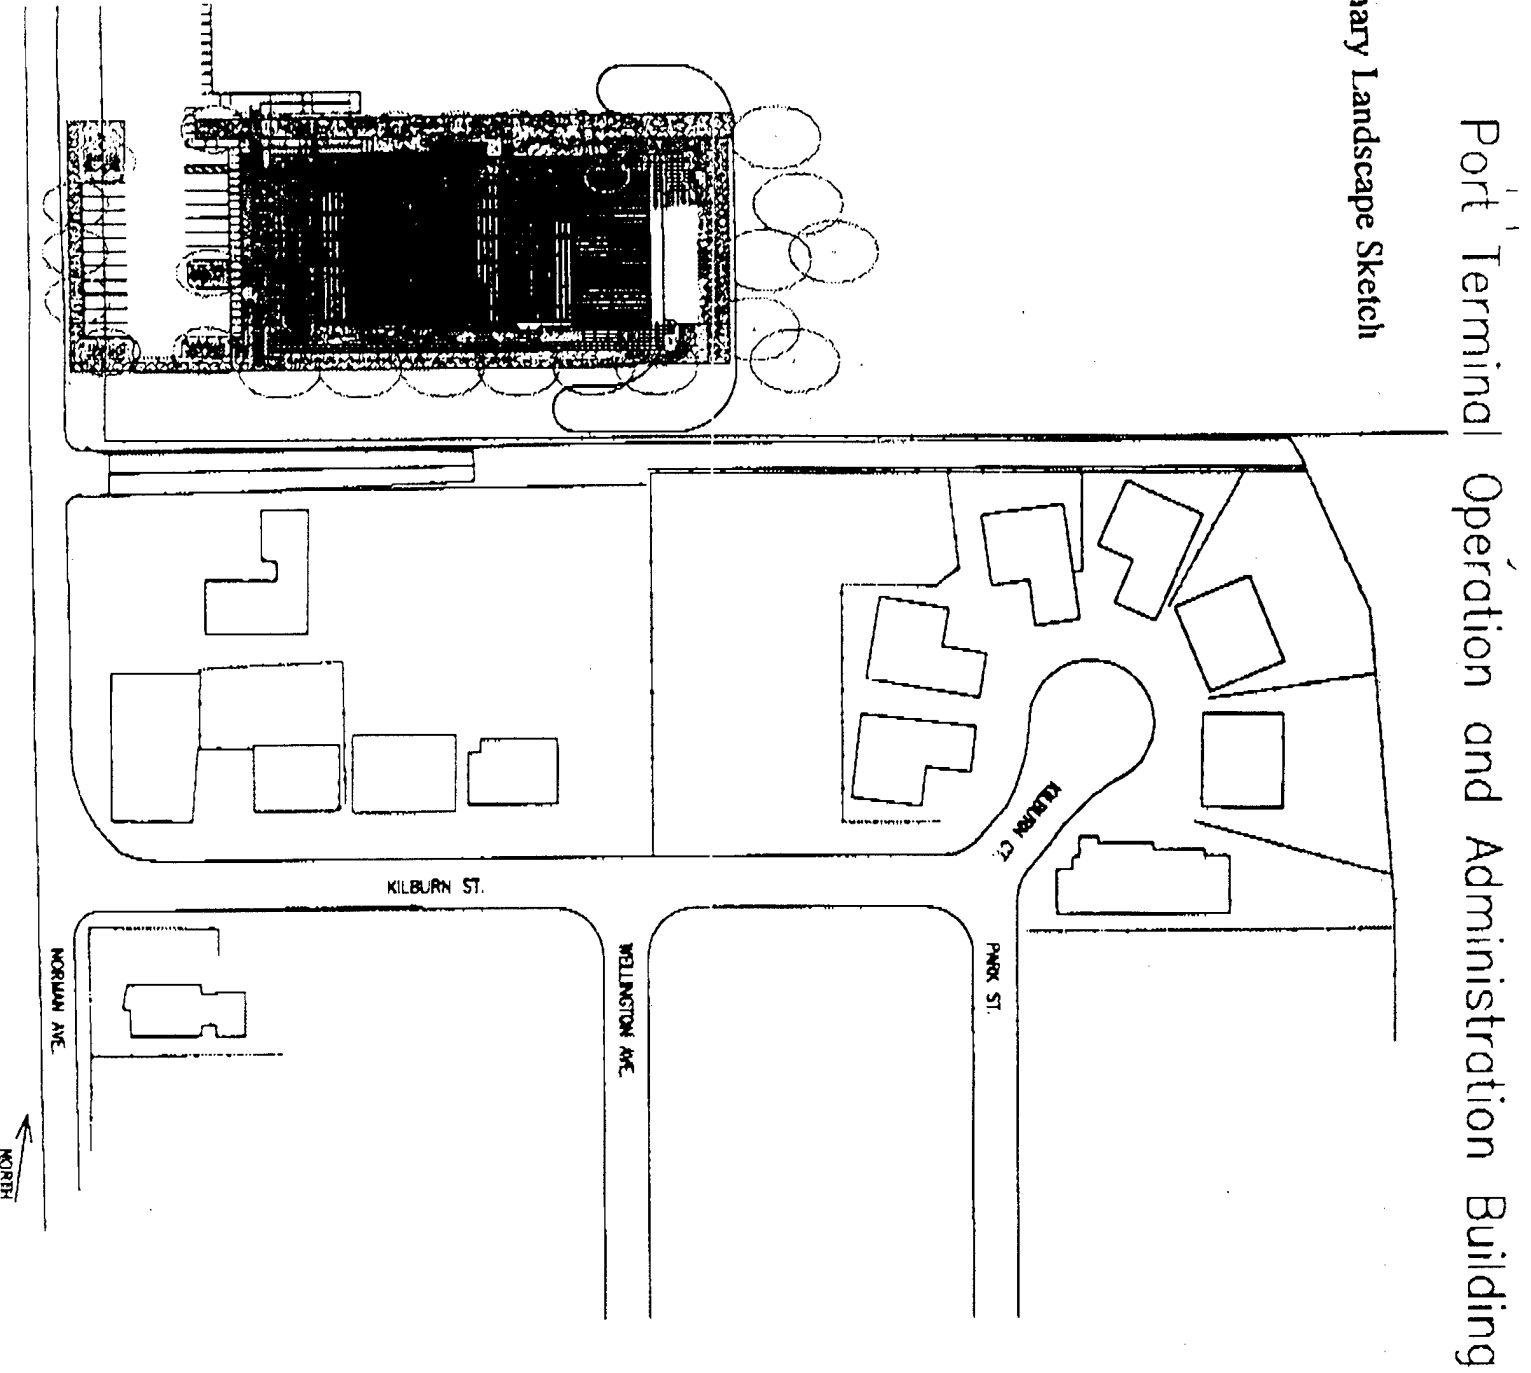 Port Terminal Operation and Administration Building
nary Landscape Sketch
KILBURN CT.
KILBURN ST.
PARK ST.
WELLINGTON AVE.
NORMAN AVE.
NORTH